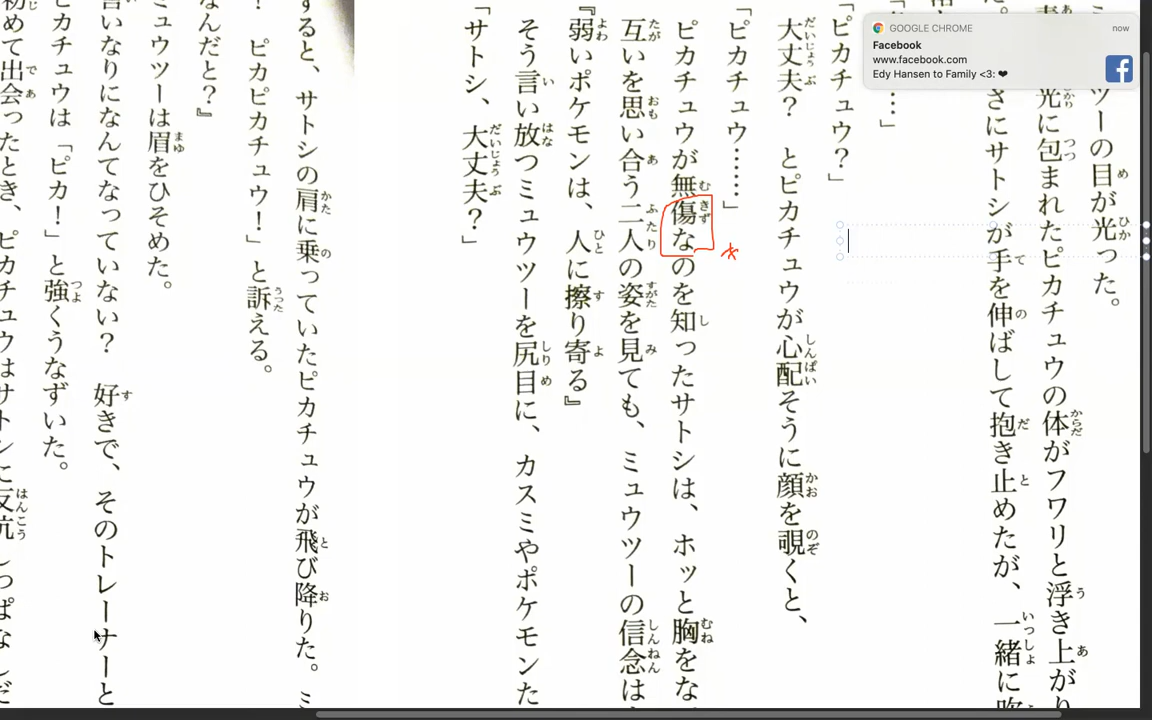 GOOGLE CHROME
now
Facebook
www.facebook.com
Edy Hansen to Family <3: ❤
ツーの目が光った。
光に包まれたピカチュウの体がフワリと浮き上がり
さにサトシが手を伸ばして抱き止めたが、一緒に
…」
「ピカチュウ?」
大丈夫? とピカチュウが心配そうに顔を覗くと、
「ピカチュウ……」
ピカチュウが無傷なのを知ったサトシは、ホッと胸をな
互いを思い合う二人の姿を見ても、ミュウツーの信念は
『弱いポケモンは、人に擦り寄る』
そう言い放つミュウツーを尻目に、カスミやポケモンた
「サトシ、大丈夫?」
すると、サトシの肩に乗っていたピカチュウが飛び降りた。ミ
! ピカピカチュウ!」と訴える。
なんだと?』
ミュウツーは眉をひそめた。
言いなりになんてなっていない? 好きで、そのトレーナーと
カチュウは「ピカ!」と強くうなずいた。
初めて出会ったとき、ピカチュウはサトシに反抗しっぱなしだ